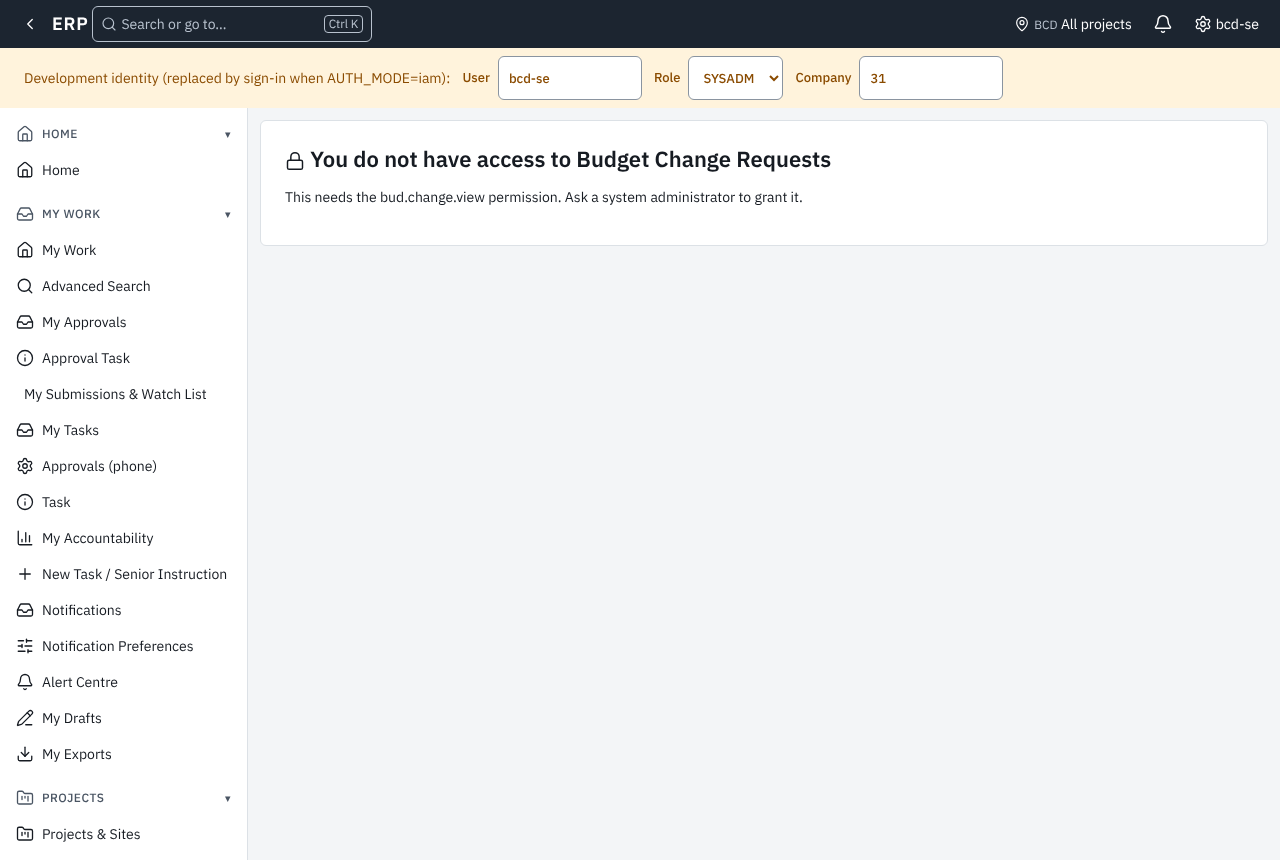 ERP
Search or go to...
Ctrl K
BCD All projects
bcd-se
Development identity (replaced by sign-in when AUTH_MODE=iam):
User
bcd-se
Role
SYSADM
Company
31
HOME
Home
MY WORK
My Work
Advanced Search
My Approvals
Approval Task
My Submissions & Watch List
My Tasks
Approvals (phone)
Task
My Accountability
New Task / Senior Instruction
Notifications
Notification Preferences
Alert Centre
My Drafts
My Exports
PROJECTS
Projects & Sites
You do not have access to Budget Change Requests
This needs the bud.change.view permission. Ask a system administrator to grant it.